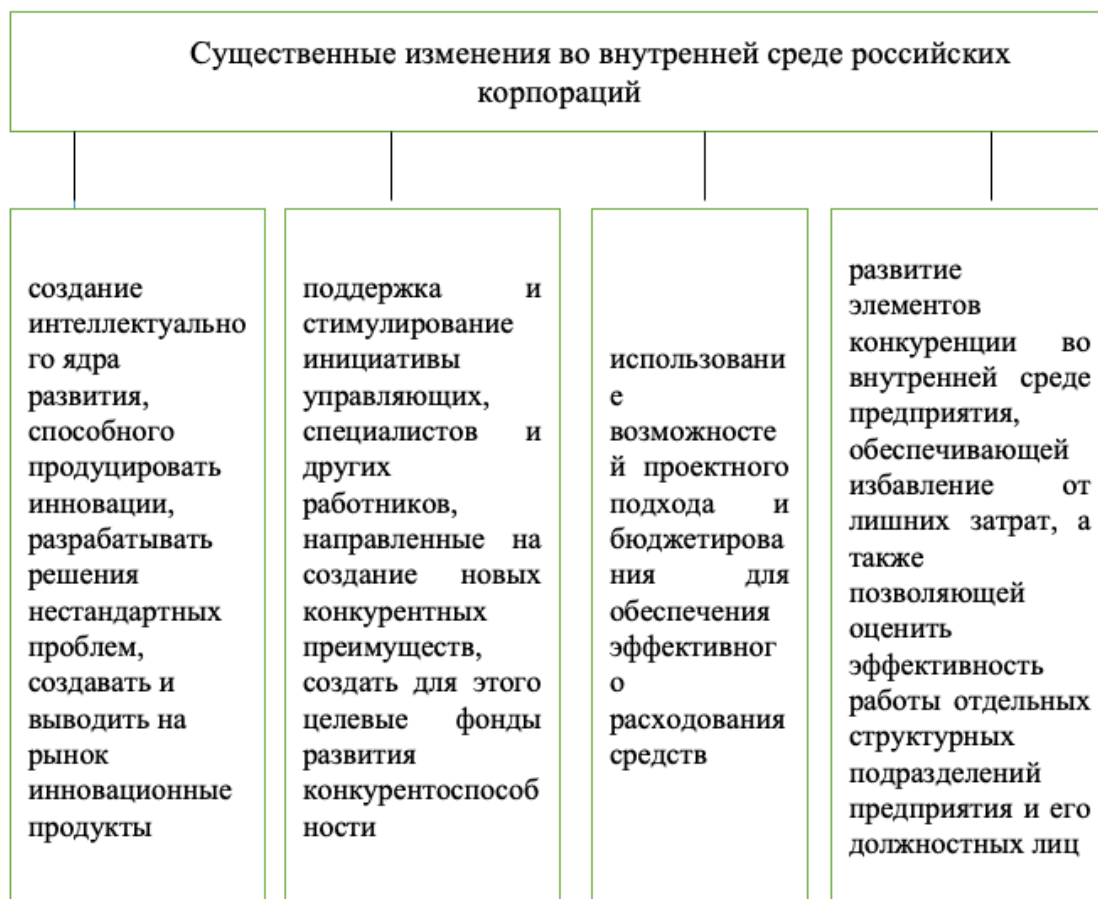 Существенные изменения во внутренней среде российских
корпораций
создание
интеллектуально
го ядра
развития,
способного
продуцировать
инновации,
разрабатывать
решения
нестандартных
проблем,
создавать и
выводить на
рынок
инновационные
продукты
поддержка и
стимулирование
инициативы
управляющих,
специалистов и
других
работников,
направленные на
создание новых
конкурентных
преимуществ,
создать для этого
целевые фонды
развития
конкурентоспособ
ности
использовани
е
возможносте
й проектного
подхода и
бюджетирова
ния для
обеспечения
эффективног
о
расходования
средств
развитие
элементов
конкуренции во
внутренней среде
предприятия,
обеспечивающей
избавление от
лишних затрат, а
также
позволяющей
оценить
эффективность
работы отдельных
структурных
подразделений
предприятия и его
должностных лиц